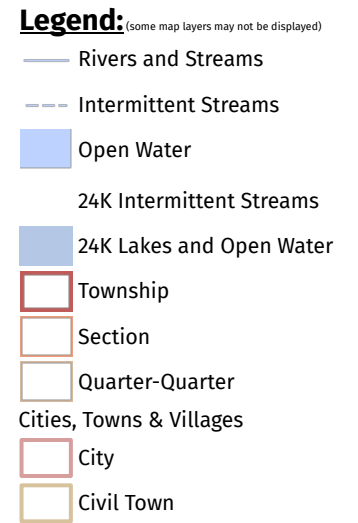 Legend: (some map layers may not be displayed)
Rivers and Streams
Intermittent Streams
Open Water
24K Intermittent Streams
24K Lakes and Open Water
Township
Section
Quarter-Quarter
Cities, Towns & Villages
City
Civil Town